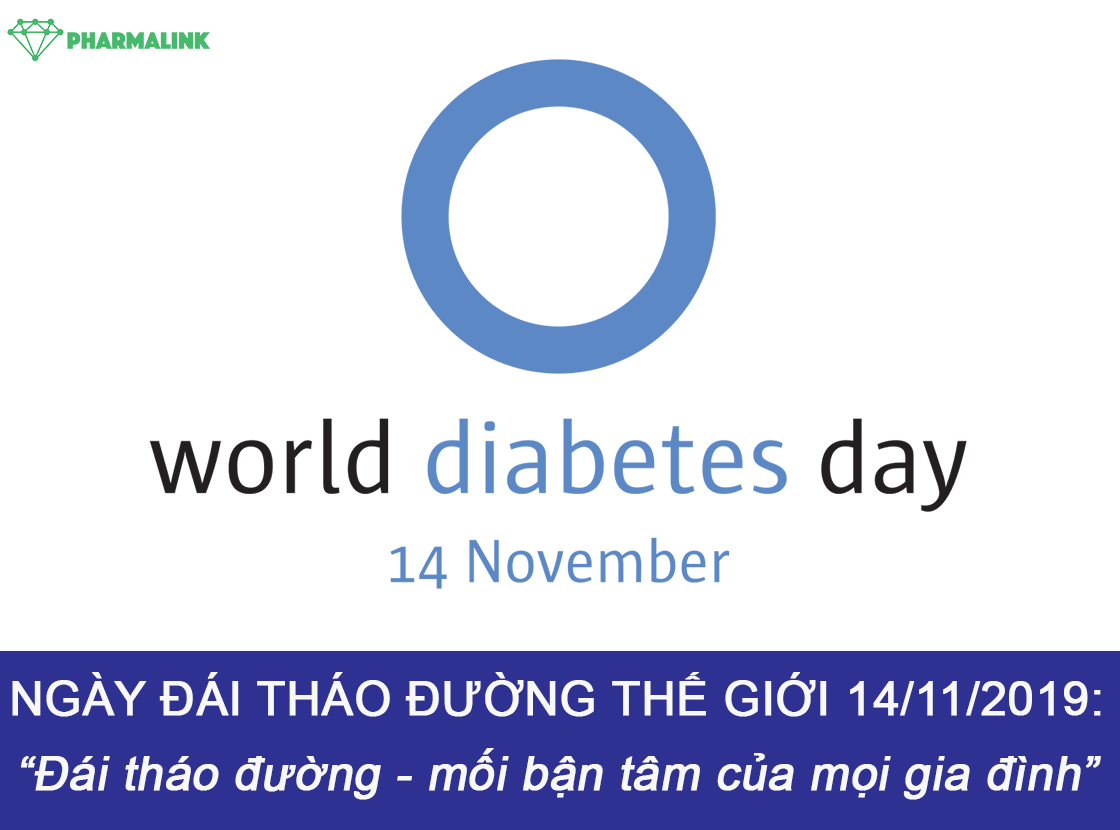 PHARMALINK
world diabetes day
14 November
NGÀY ĐÁI THÁO ĐƯỜNG THẾ GIỚI 14/11/2019:
“Đái tháo đường - mối bận tâm của mọi gia đình”